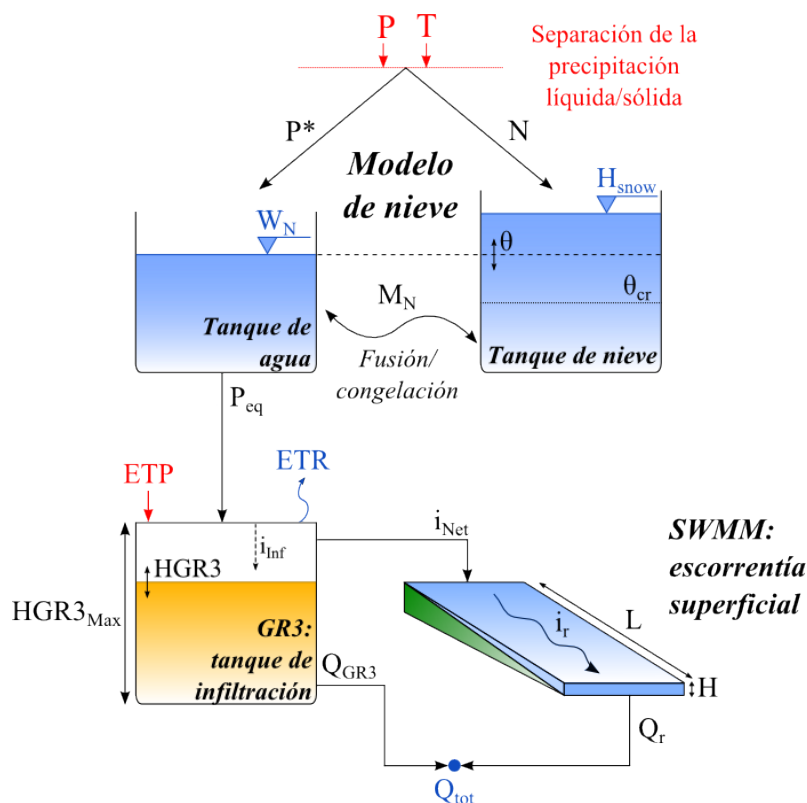 P T
Separación de la
precipitación
líquida/sólida
P* N
Modelo
de nieve
W_N
H_snow
θ
θ_cr
M_N
Tanque de
agua
Fusión/
congelación
Tanque de nieve
P_eq
ETP ETR
i_Net
i_Inf
HGR3
HGR3_Max
GR3:
tanque de
infiltración
Q_GR3
SWMM:
escorrentía
superficial
L
i_r
H
Q_r
Q_tot